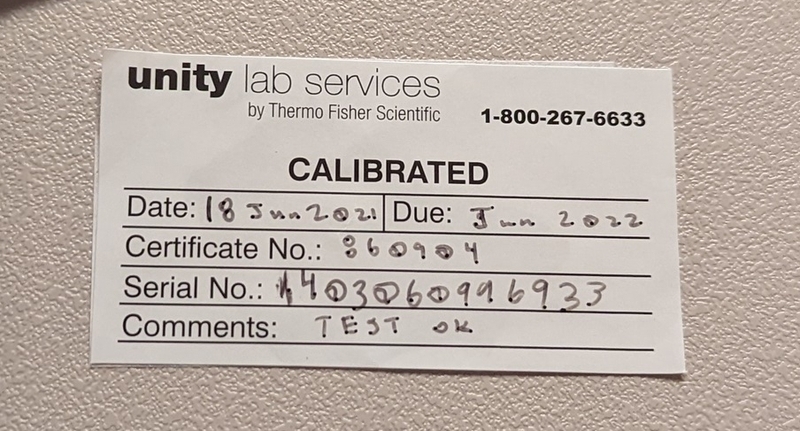 unity lab services
by Thermo Fisher Scientific
1-800-267-6633
CALIBRATED
Date: 18 Jun 2021 Due: Jun 2022
Certificate No.: 860904
Serial No.:
Comments: TEST OK